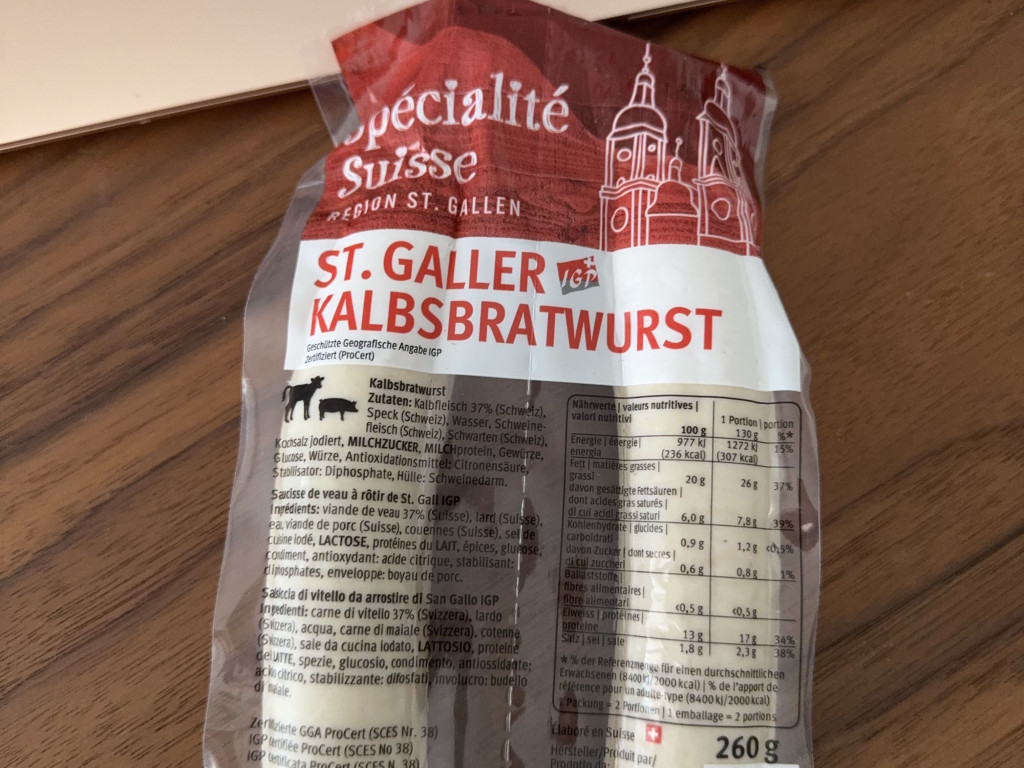 Spécialité
Suisse
REGION ST. GALLEN
ST. GALLER IGP
KALBSBRATWURST
Geschützte Geografische Angabe IGP
Zertifiziert (ProCert)
Kalbsbratwurst
Zutaten: Kalbfleisch 37% (Schweiz),
Speck (Schweiz), Wasser, Schweine-
fleisch (Schweiz), Schwarten (Schweiz),
Kochsalz jodiert, MILCHZUCKER, MILCHprotein, Gewürze,
Glucose, Würze, Antioxidationsmittel: Citronensäure,
Stabilisator: Diphosphate, Hülle: Schweinedarm.
Saucisse de veau à rôtir de St. Gall IGP
Ingrédients: viande de veau 37% (Suisse), lard (Suisse),
eau, viande de porc (Suisse), couennes (Suisse), sel de
cuisine iodé, LACTOSE, protéines du LAIT, épices, glucose,
condiment, antioxydant: acide citrique, stabilisant:
diphosphates, enveloppe: boyau de porc.
Salsiccia di vitello da arrostire di San Gallo IGP
Ingredienti: carne di vitello 37% (Svizzera), lardo
(Svizzera), acqua, carne di maiale (Svizzera), cotenne
(Svizzera), sale da cucina iodato, LATTOSIO, proteine
del LATTE, spezie, glucosio, condimento, antiossidante:
acido citrico, stabilizzante: difosfati, involucro: budello
di maiale.
Zertifizierte GGA ProCert (SCES Nr. 38)
IGP certifiée ProCert (SCES No 38)
IGP certificata ProCert (SCES N. 38)
Nährwerte | valeurs nutritives |
valori nutritivi
1 Portion | portion
100 g 130 g %*
Energie | énergie | 977 kJ 1272 kJ 15%
energia (236 kcal) (307 kcal)
Fett | matières grasses |
grassi 20 g 26 g 37%
davon gesättigte Fettsäuren |
dont acides gras saturés |
di cui acidi grassi saturi 6,0 g 7,8 g 39%
Kohlenhydrate | glucides |
carboidrati 0,9 g 1,2 g <0,5%
davon Zucker | dont sucres |
di cui zuccheri 0,6 g 0,8 g 1%
Ballaststoffe |
fibres alimentaires |
fibre alimentari <0,5 g <0,5 g
Eiweiss | protéines |
proteine 13 g 17 g 34%
Salz | sel | sale 1,8 g 2,3 g 38%
* % der Referenzmenge für einen durchschnittlichen
Erwachsenen (8400 kJ/2000 kcal) | % de l'apport de
référence pour un adulte-type (8400 kJ/2000 kcal)
1 Packung = 2 Portionen | 1 emballage = 2 portions
Elaboré en Suisse
260 g
Hersteller/Produit par/
Prodotto da: